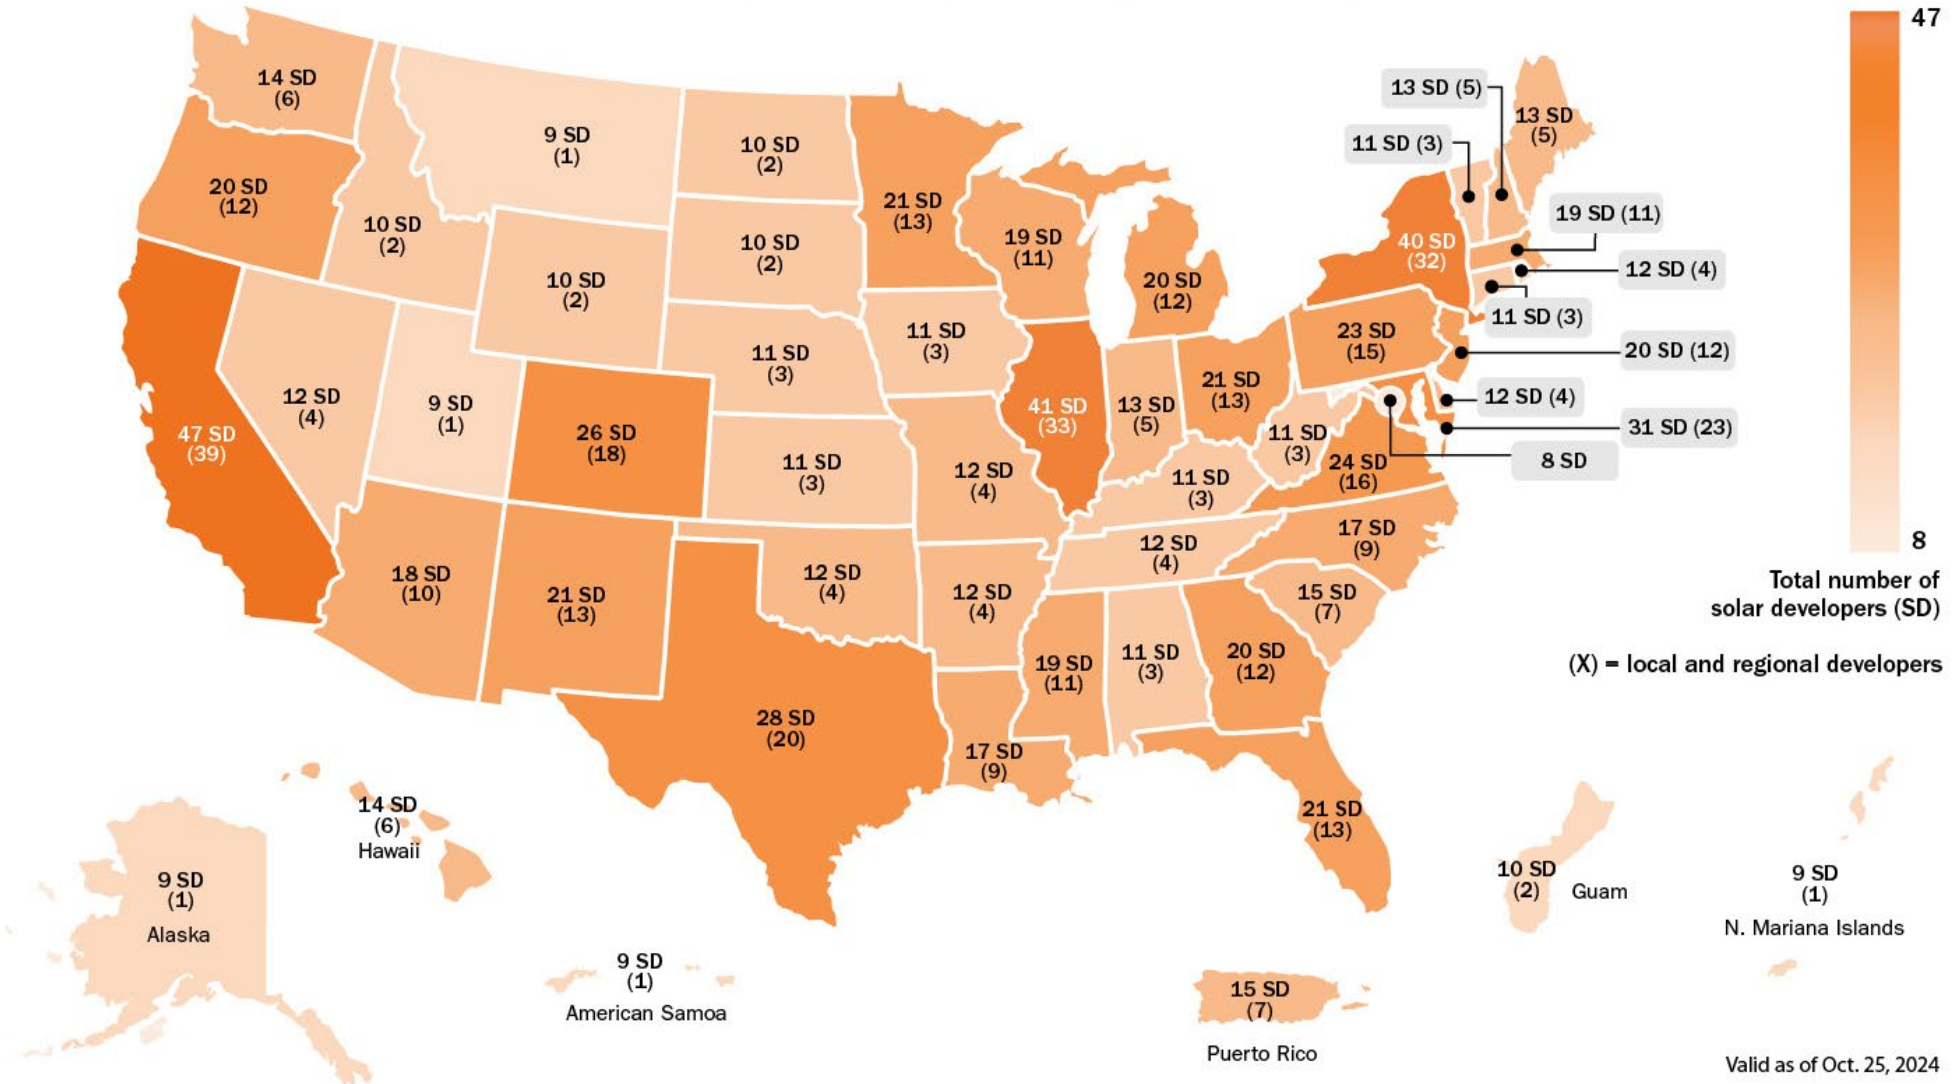 47
14 SD
(6)
13 SD (5)
13 SD
(5)
9 SD
(1)
10 SD
(2)
11 SD (3)
20 SD
(12)
21 SD
(13)
19 SD (11)
10 SD
(2)
10 SD
(2)
19 SD
(11)
40 SD
(32)
12 SD (4)
10 SD
(2)
20 SD
(12)
11 SD (3)
11 SD
(3)
11 SD
(3)
23 SD
(15)
20 SD (12)
12 SD
(4)
9 SD
(1)
21 SD
(13)
12 SD (4)
47 SD
(39)
26 SD
(18)
41 SD
(33)
13 SD
(5)
31 SD (23)
11 SD
(3)
8 SD
11 SD
(3)
12 SD
(4)
24 SD
(16)
11 SD
(3)
17 SD
(9)
8
12 SD
(4)
18 SD
(10)
21 SD
(13)
12 SD
(4)
12 SD
(4)
15 SD
(7)
Total number of
solar developers (SD)
19 SD
(11)
11 SD
(3)
20 SD
(12)
(X) = local and regional developers
28 SD
(20)
17 SD
(9)
14 SD
(6)
Hawaii
21 SD
(13)
9 SD
(1)
Alaska
10 SD
(2)
Guam
9 SD
(1)
N. Mariana Islands
9 SD
(1)
American Samoa
15 SD
(7)
Puerto Rico
Valid as of Oct. 25, 2024